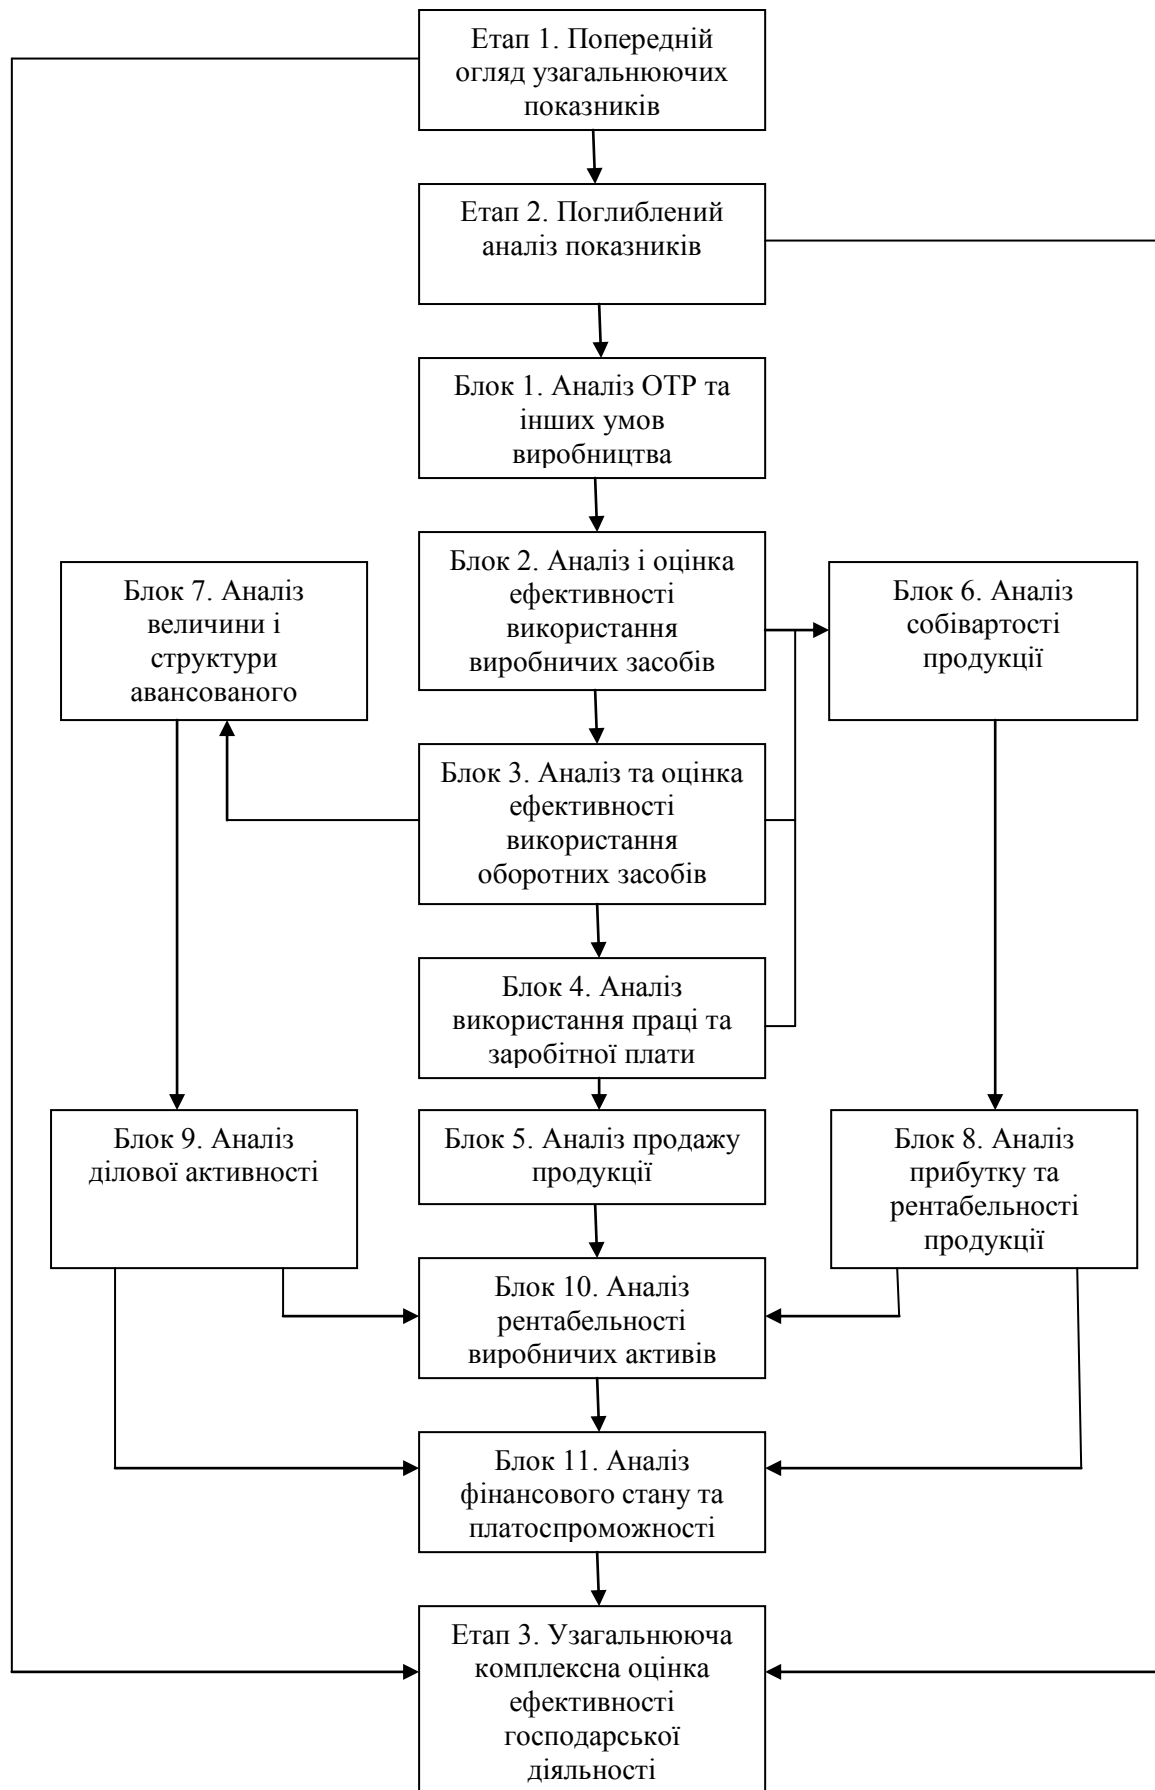 Етап 1. Попередній
огляд узагальнюючих
показників
Етап 2. Поглиблений
аналіз показників
Блок 1. Аналіз ОТР та
інших умов
виробництва
Блок 2. Аналіз і оцінка
ефективності
використання
виробничих засобів
Блок 7. Аналіз
величини і
структури
авансованого
Блок 6. Аналіз
собівартості
продукції
Блок 3. Аналіз та оцінка
ефективності
використання
оборотних засобів
Блок 4. Аналіз
використання праці та
заробітної плати
Блок 9. Аналіз
ділової активності
Блок 5. Аналіз продажу
продукції
Блок 8. Аналіз
прибутку та
рентабельності
продукції
Блок 10. Аналіз
рентабельності
виробничих активів
Блок 11. Аналіз
фінансового стану та
платоспроможності
Етап 3. Узагальнююча
комплексна оцінка
ефективності
господарської
діяльності